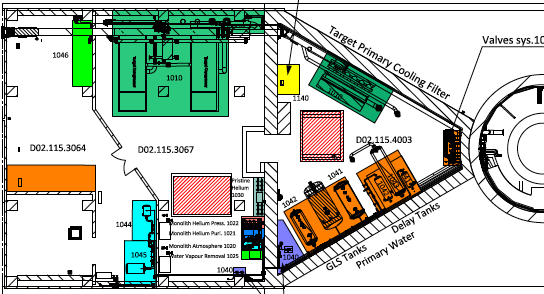 Target Primary Cooling Filter
Valves sys.10
1046
1010
1140
D02.115.3064
D02.115.3067
D02.115.4003
Pristine
Helium
1030
1042
1041
1044
Monolith Helium Press. 1022
Monolith Helium Puri. 1021
Monolith Atmosphere 1020
Water Vapour Removal 1025
1045
1040
1040
Delay Tanks
GLS Tanks
Primary Water